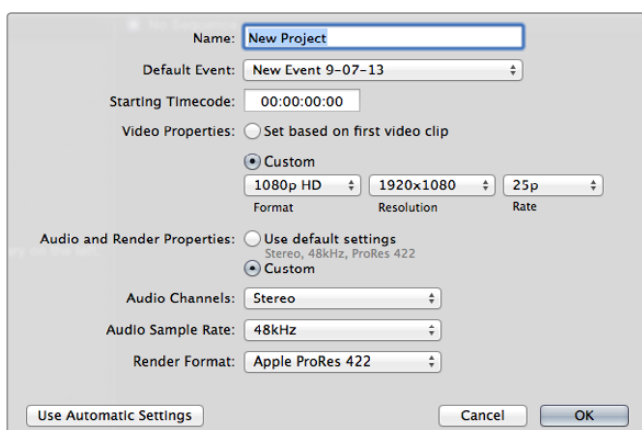 Name: New Project
Default Event: New Event 9-07-13
Starting Timecode: 00:00:00:00
Video Properties: Set based on first video clip
Custom
1080p HD 1920x1080 25p
Format Resolution Rate
Audio and Render Properties: Use default settings
Stereo, 48kHz, ProRes 422
Custom
Audio Channels: Stereo
Audio Sample Rate: 48kHz
Render Format: Apple ProRes 422
Use Automatic Settings Cancel OK